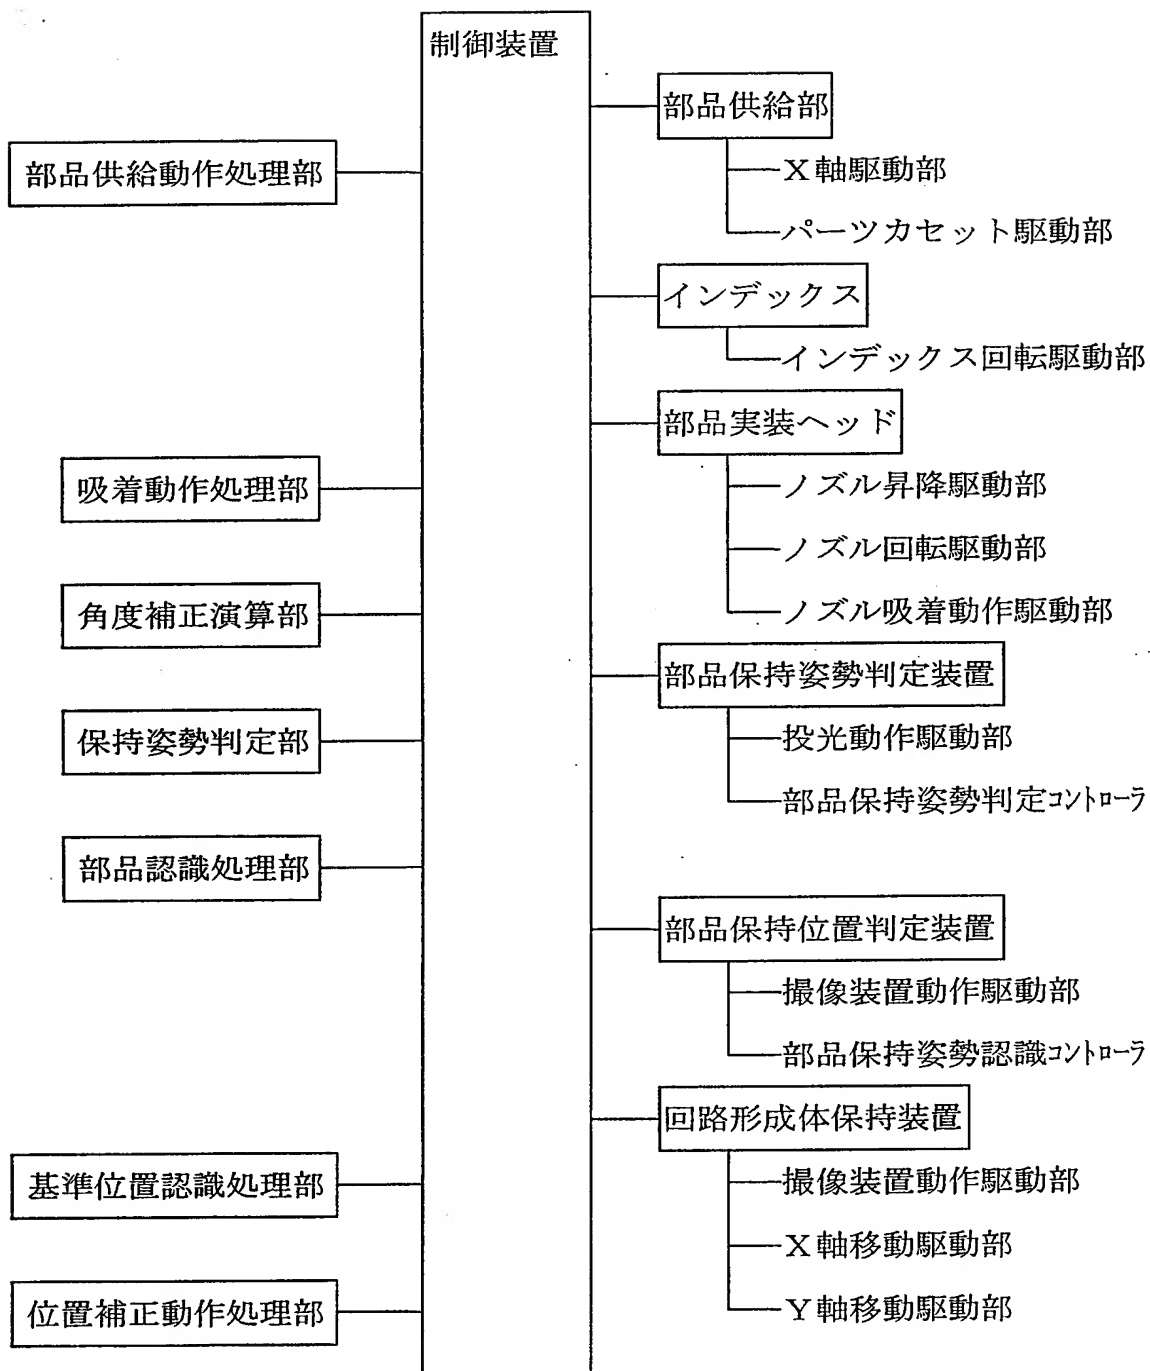 制御装置
部品供給部
X軸駆動部
パーツカセット駆動部
インデックス
インデックス回転駆動部
部品実装ヘッド
ノズル昇降駆動部
ノズル回転駆動部
ノズル吸着動作駆動部
部品保持姿勢判定装置
投光動作駆動部
部品保持姿勢判定コントローラ
部品保持位置判定装置
撮像装置動作駆動部
部品保持姿勢認識コントローラ
回路形成体保持装置
撮像装置動作駆動部
X軸移動駆動部
Y軸移動駆動部
部品供給動作処理部
吸着動作処理部
角度補正演算部
保持姿勢判定部
部品認識処理部
基準位置認識処理部
位置補正動作処理部